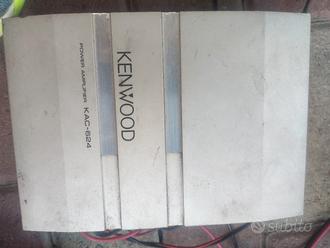 KENWOOD
POWER AMPLIFIER KAC-624
subito